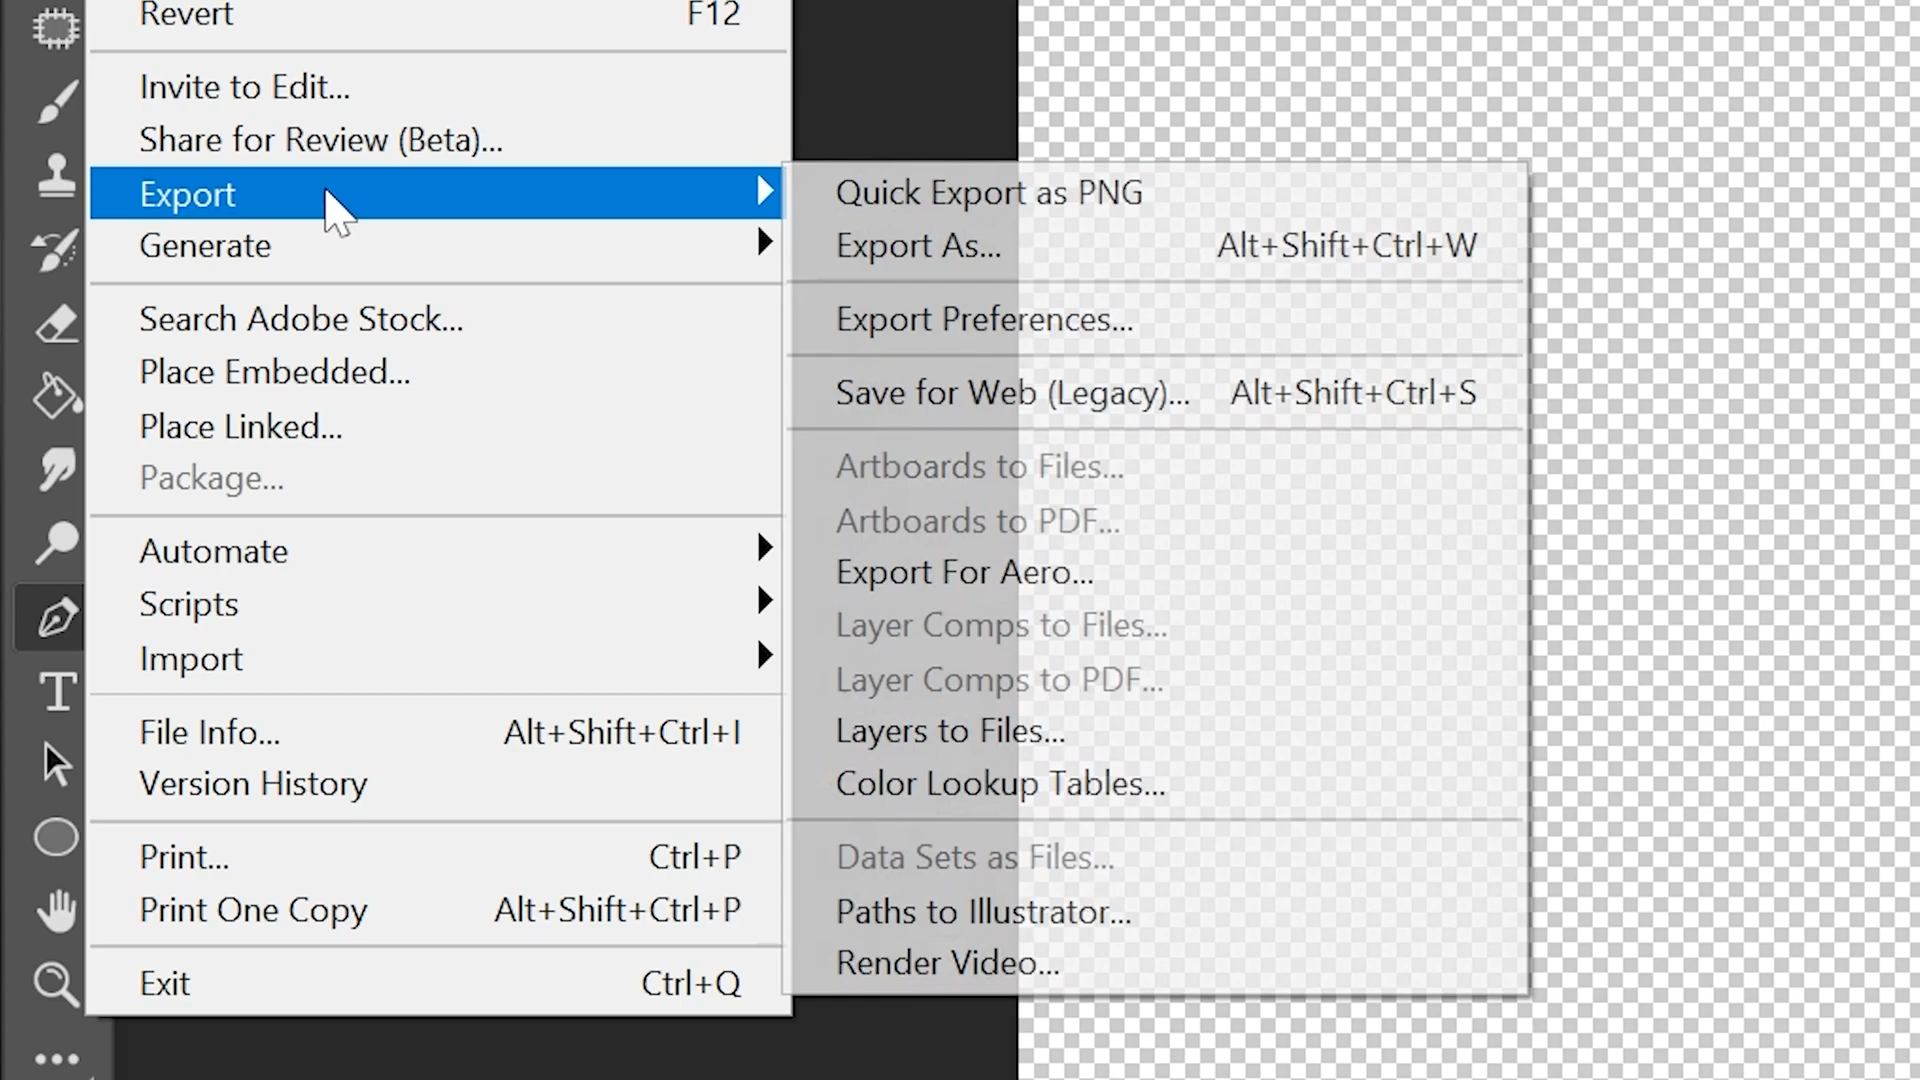 Revert F12
Invite to Edit...
Share for Review (Beta)...
Export
Generate
Search Adobe Stock...
Place Embedded...
Place Linked...
Package...
Automate
Scripts
Import
File Info... Alt+Shift+Ctrl+I
Version History
Print... Ctrl+P
Print One Copy Alt+Shift+Ctrl+P
Exit Ctrl+Q
Quick Export as PNG
Export As... Alt+Shift+Ctrl+W
Export Preferences...
Save for Web (Legacy)... Alt+Shift+Ctrl+S
Artboards to Files...
Artboards to PDF...
Export For Aero...
Layer Comps to Files...
Layer Comps to PDF...
Layers to Files...
Color Lookup Tables...
Data Sets as Files...
Paths to Illustrator...
Render Video...